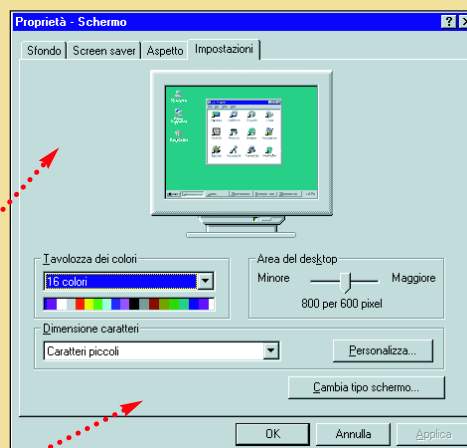 Proprietà - Schermo
Sfondo Screen saver Aspetto Impostazioni
Tavolozza dei colori
16 colori
Area del desktop
Minore Maggiore
800 per 600 pixel
Dimensione caratteri
Caratteri piccoli
Personalizza...
Cambia tipo schermo...
OK Annulla Applica